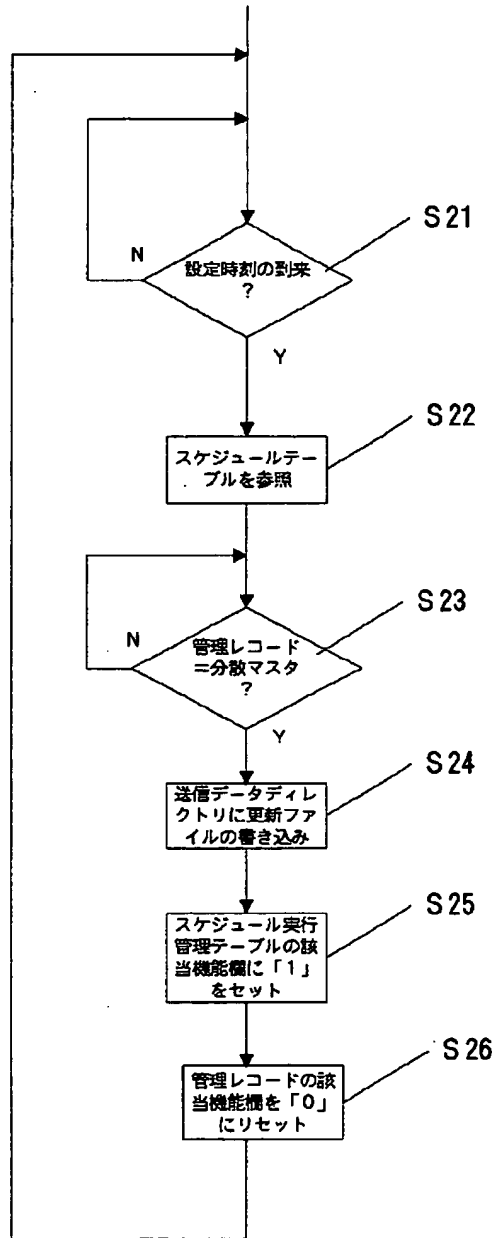 S21
N
設定時刻の到来
?
Y
S22
スケジュールテー
ブルを参照
S23
N
管理レコード
=分散マスタ
?
Y
S24
送信データディレ
クトリに更新ファ
イルの書き込み
S25
スケジュール実行
管理テーブルの該
当機能欄に「1」
をセット
S26
管理レコードの該
当機能欄を「0」
にリセット